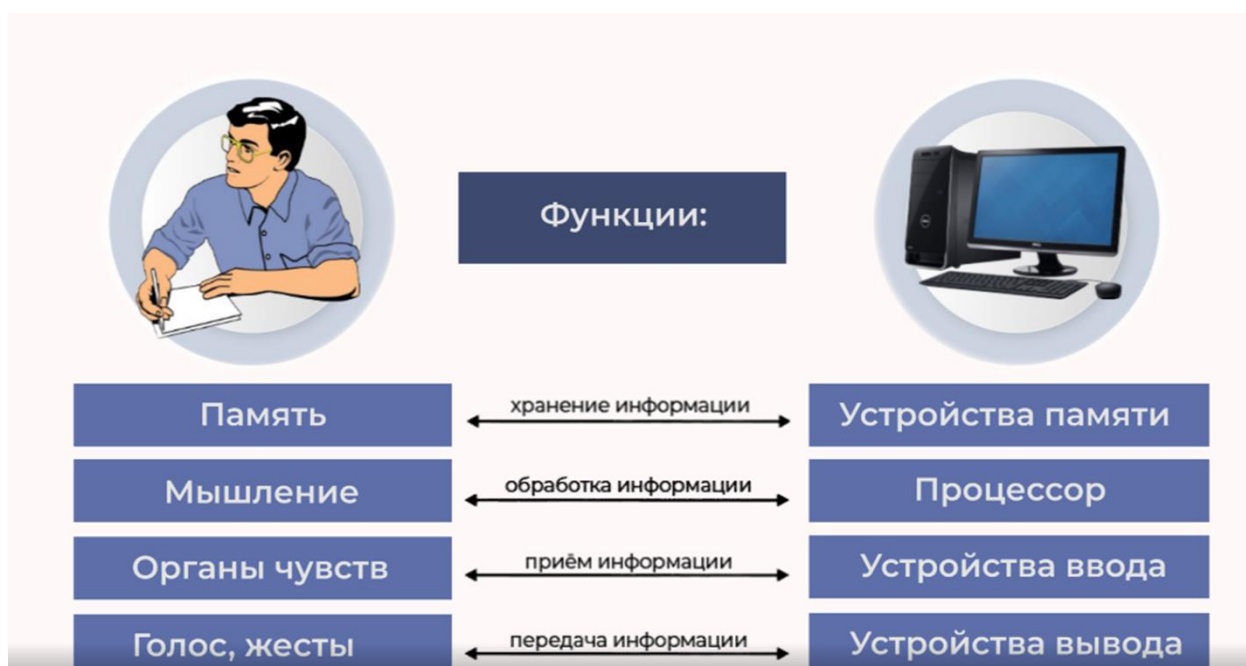 Функции:
Память
хранение информации
Устройства памяти
Мышление
обработка информации
Процессор
Органы чувств
приём информации
Устройства ввода
Голос, жесты
передача информации
Устройства вывода